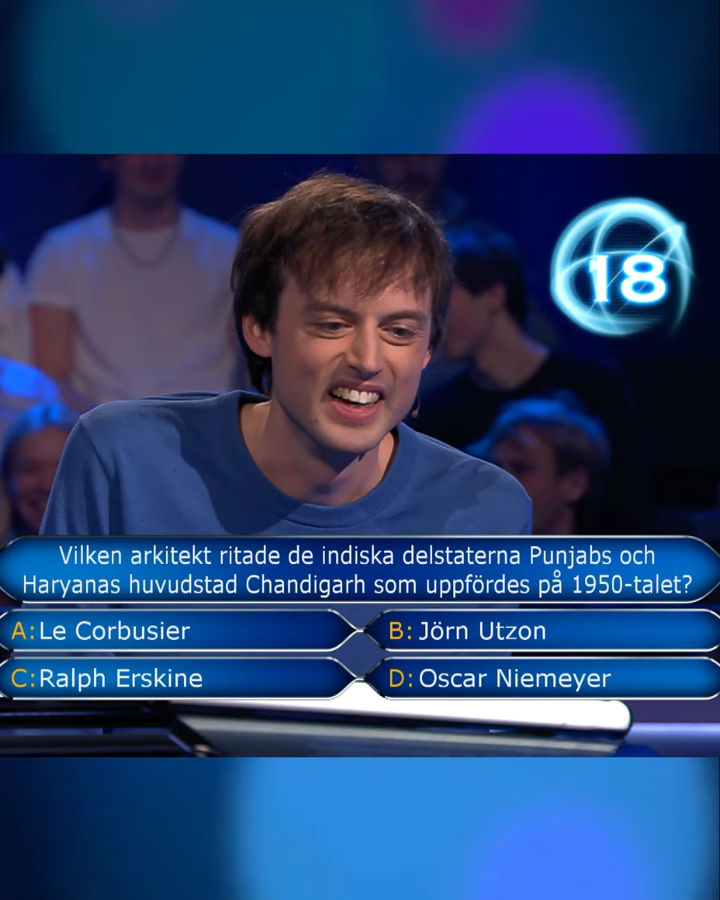 18
Vilken arkitekt ritade de indiska delstaterna Punjabs och
Haryanas huvudstad Chandigarh som uppfördes på 1950-talet?
A: Le Corbusier
B: Jörn Utzon
C: Ralph Erskine
D: Oscar Niemeyer